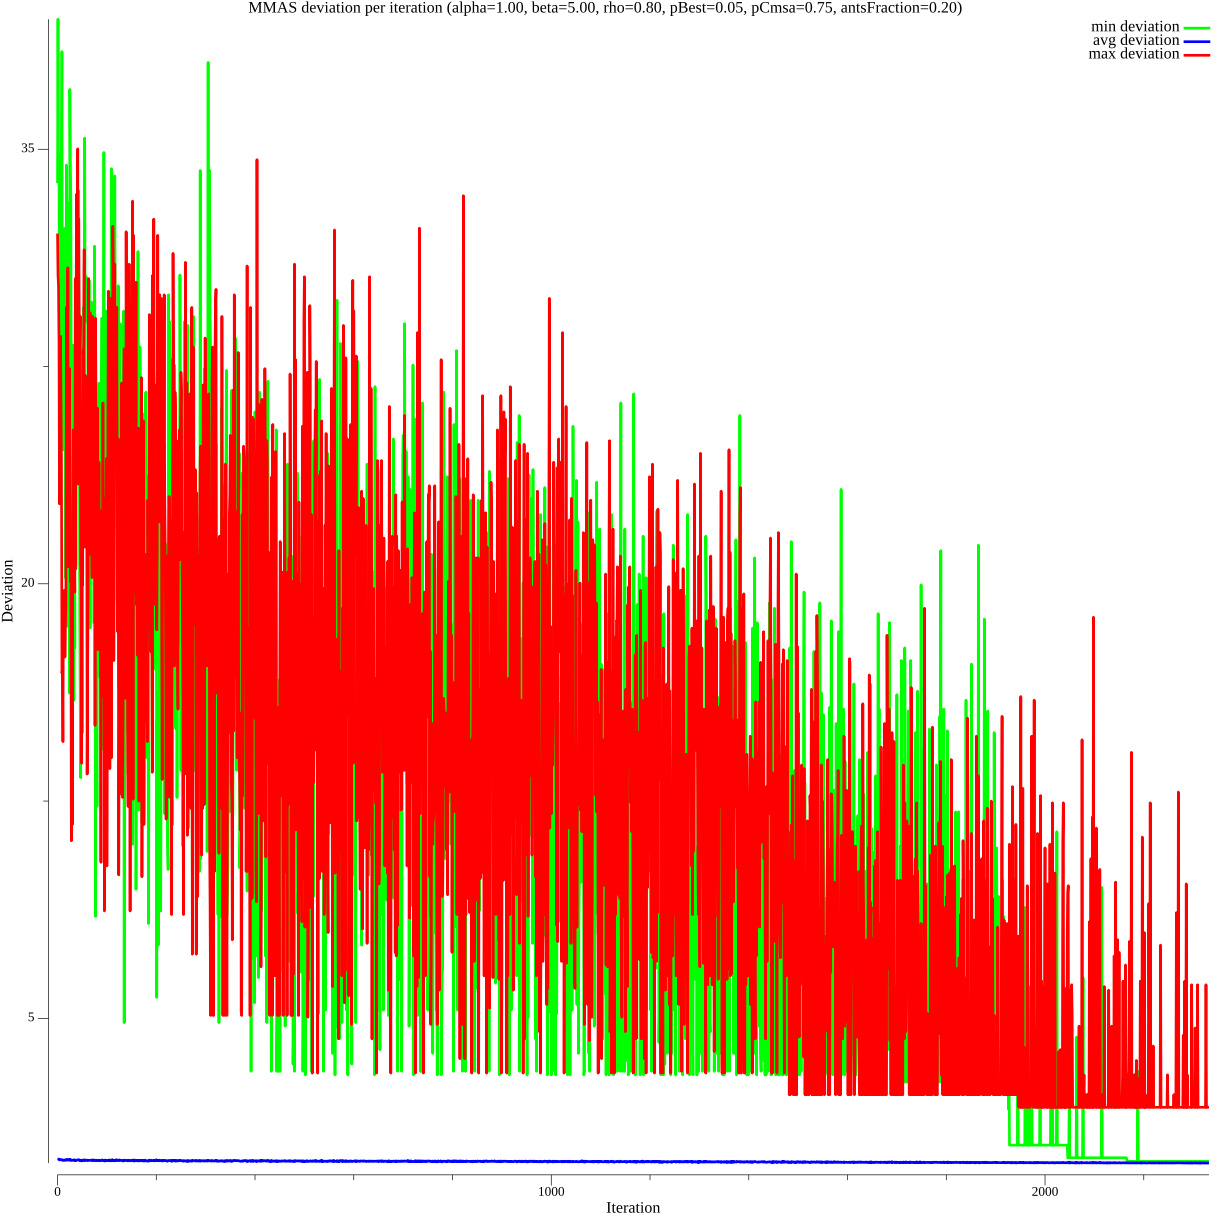 MMAS deviation per iteration (alpha=1.00, beta=5.00, rho=0.80, pBest=0.05, pCmsa=0.75, antsFraction=0.20)
min deviation
avg deviation
max deviation
35
20
5
Deviation
0
1000
2000
Iteration